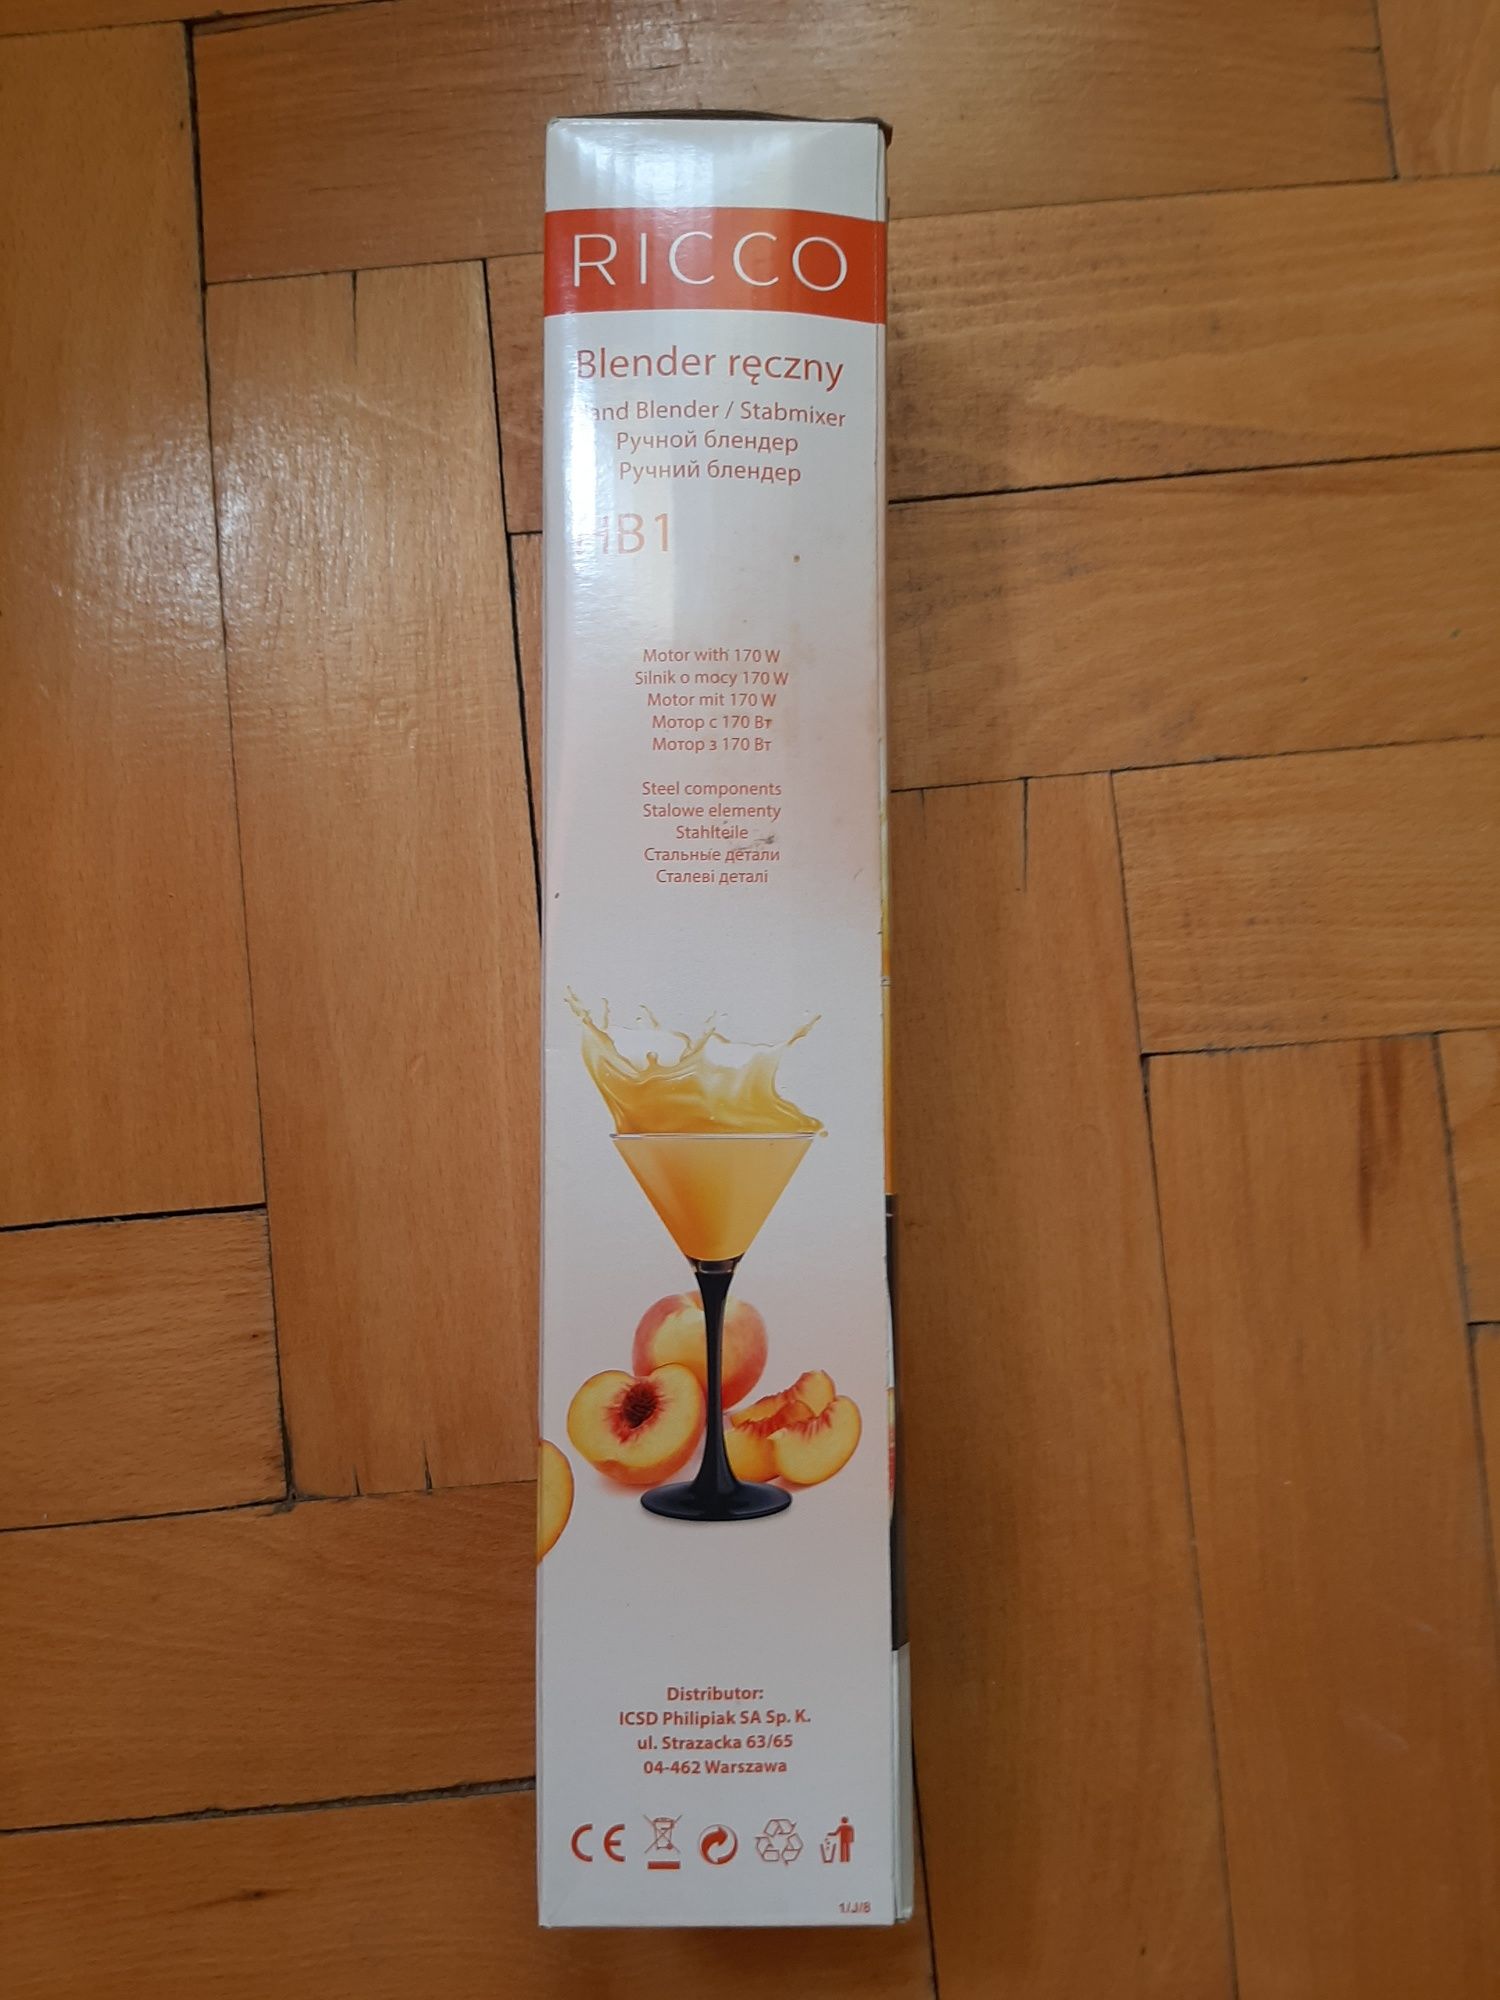 RICCO
Blender ręczny
Hand Blender / Stabmixer
Ручной блендер
Ручний блендер
HB1
Motor with 170 W
Silnik o mocy 170 W
Motor mit 170 W
Мотор с 170 Вт
Мотор з 170 Вт
Steel components
Stalowe elementy
Stahlteile
Стальные детали
Сталеві деталі
Distributor:
ICSD Philipiak SA Sp. K.
ul. Strazacka 63/65
04-462 Warszawa
CE
1/J/8